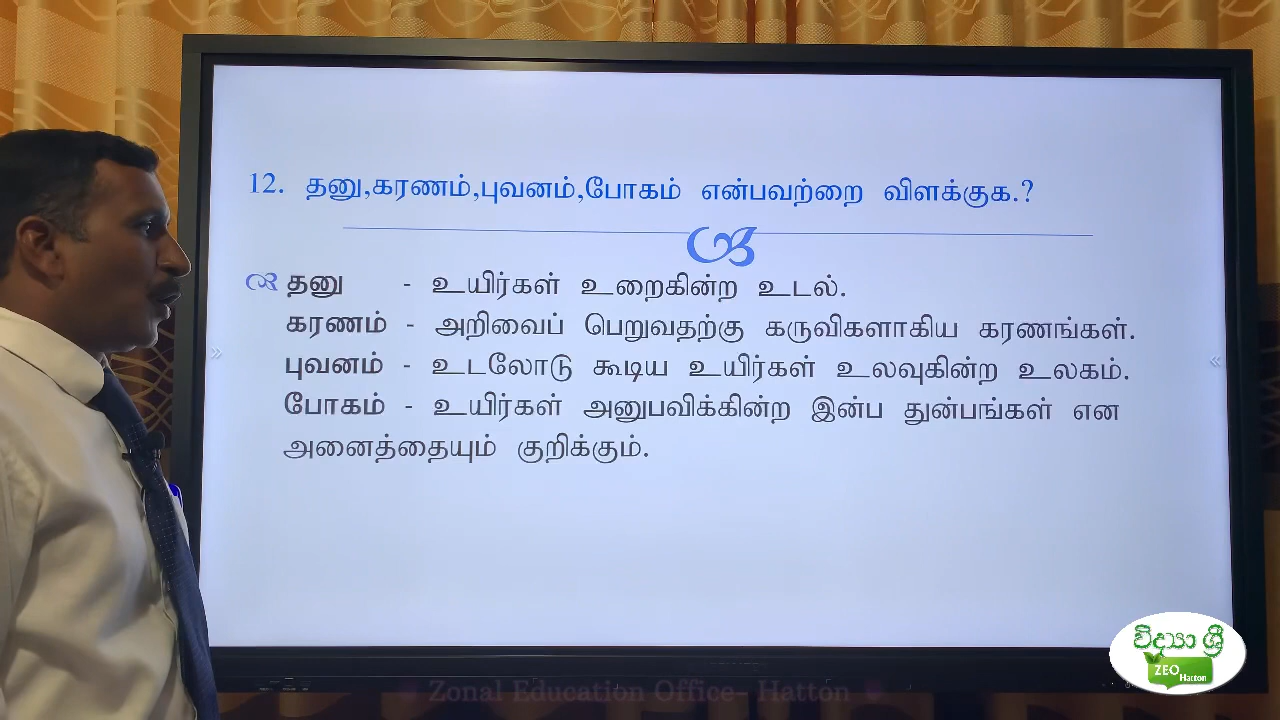 12. தனு,கரணம்,புவனம்,போகம் என்பவற்றை விளக்குக.?
தனு - உயிர்கள் உறைகின்ற உடல்.
கரணம் - அறிவைப் பெறுவதற்கு கருவிகளாகிய கரணங்கள்.
புவனம் - உடலோடு கூடிய உயிர்கள் உலவுகின்ற உலகம்.
போகம் - உயிர்கள் அனுபவிக்கின்ற இன்ப துன்பங்கள் என
அனைத்தையும் குறிக்கும்.
විද්‍යා ශ්‍රී
ZEO
Hatton
Zonal Education Office- Hatton